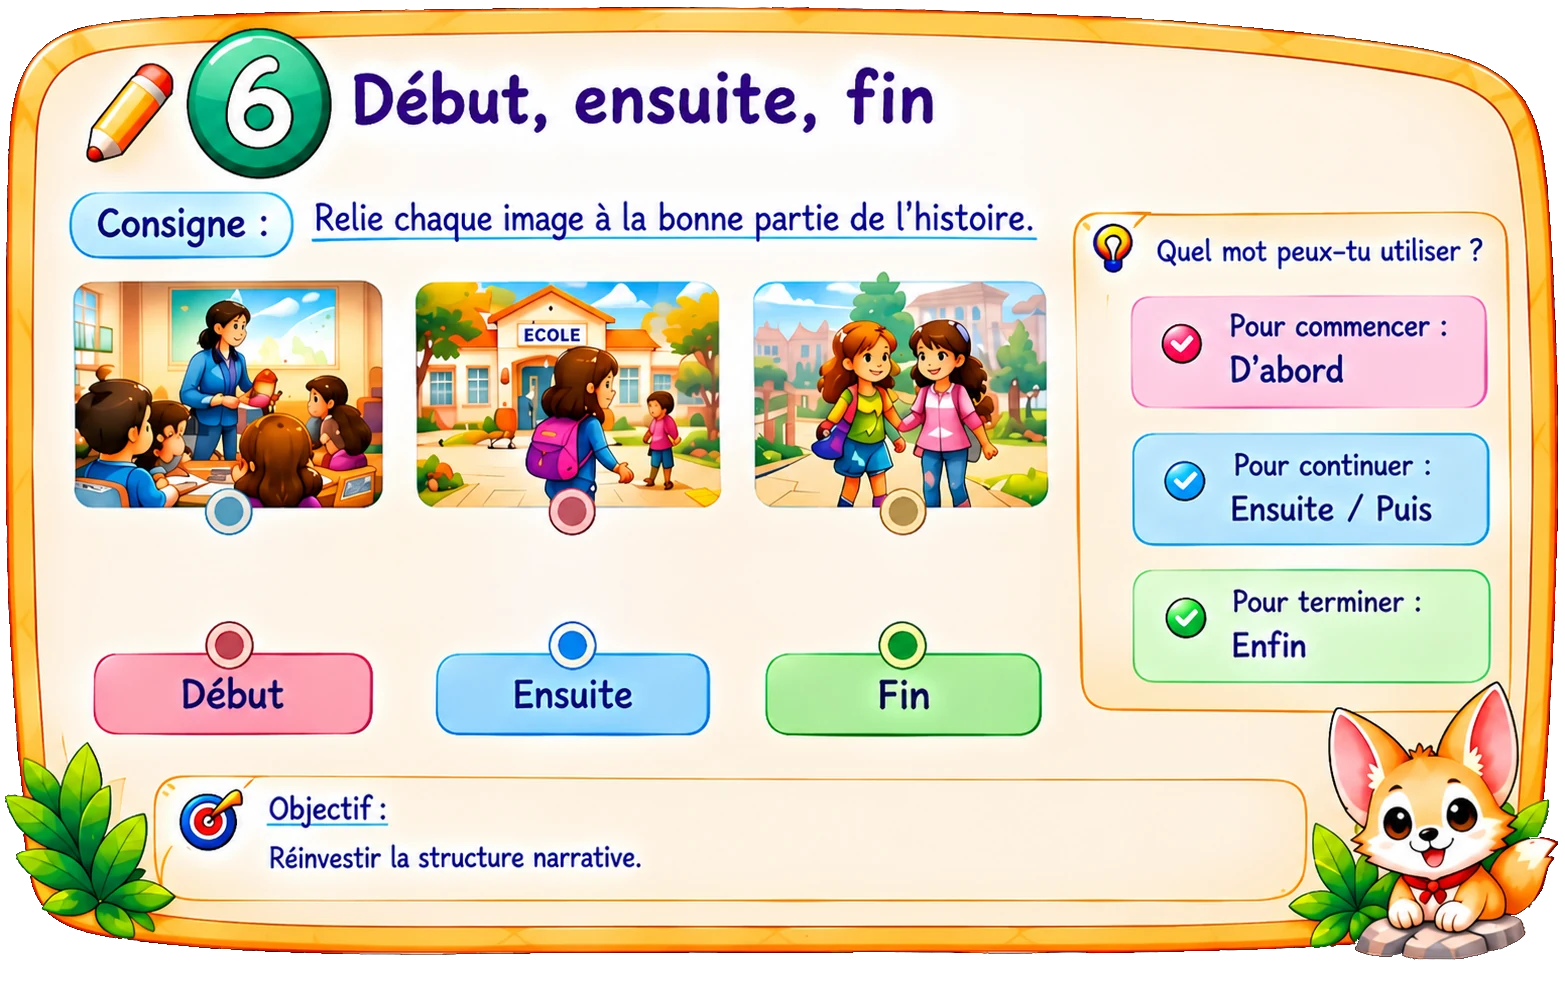 6
Début, ensuite, fin
Consigne :
Relie chaque image à la bonne partie de l'histoire.
ECOLE
Début
Ensuite
Fin
Quel mot peux-tu utiliser ?
Pour commencer :
D'abord
Pour continuer :
Ensuite / Puis
Pour terminer :
Enfin
Objectif :
Réinvestir la structure narrative.